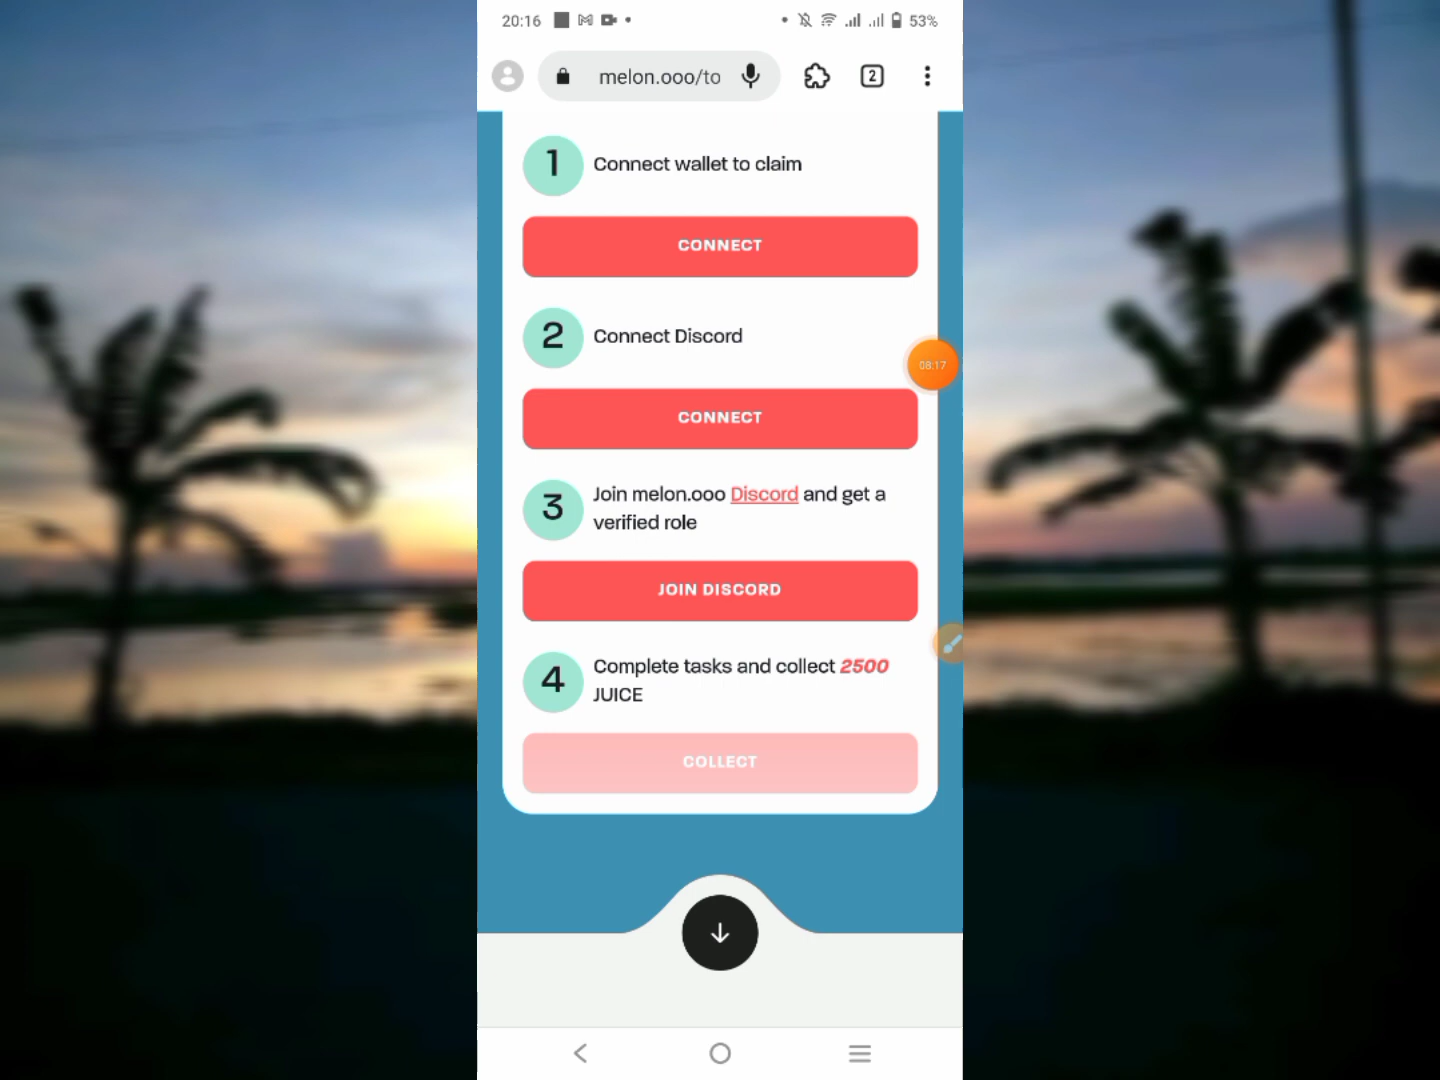 20:16
53%
melon.ooo/to
2
1 Connect wallet to claim
CONNECT
2 Connect Discord
08:17
CONNECT
3 Join melon.ooo Discord and get a
verified role
JOIN DISCORD
4 Complete tasks and collect 2500
JUICE
COLLECT